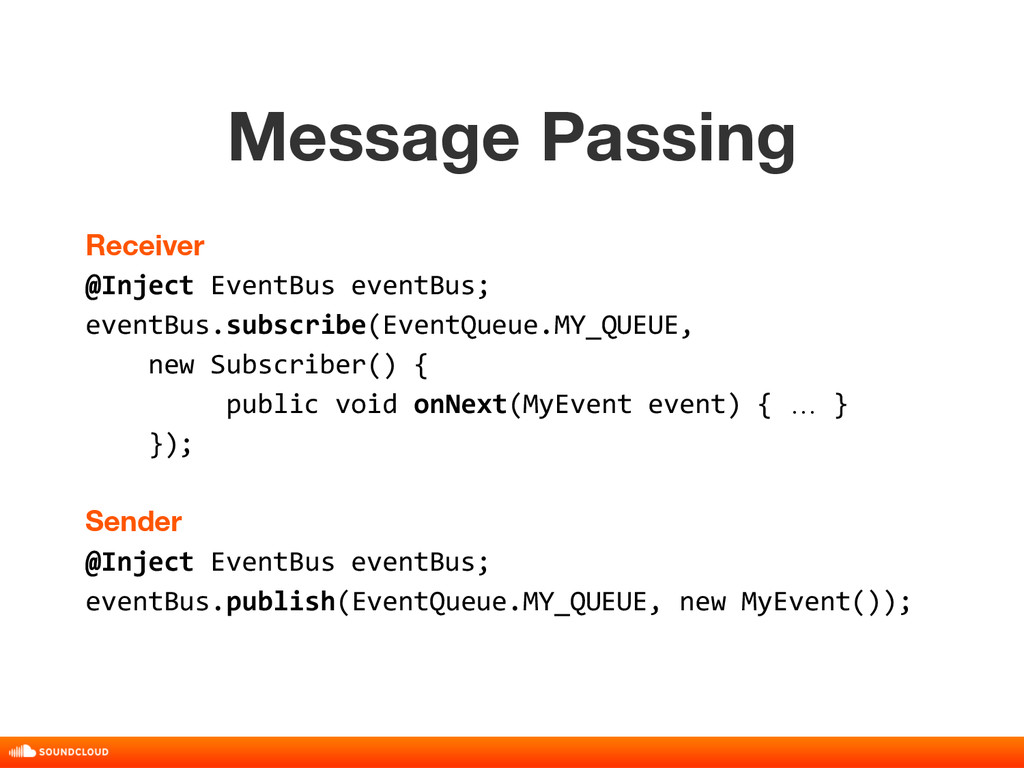 Message Passing
Receiver
@Inject EventBus eventBus;
eventBus.subscribe(EventQueue.MY_QUEUE,
    new Subscriber() {
         public void onNext(MyEvent event) { … }
    });
Sender
@Inject EventBus eventBus;
eventBus.publish(EventQueue.MY_QUEUE, new MyEvent());
SOUNDCLOUD